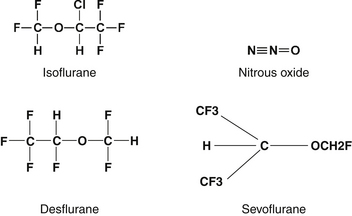 F Cl F
F C O C C F
H H F
Isoflurane
N≡N=O
Nitrous oxide
F H F
F C C O C H
F F F
Desflurane
CF3
H C OCH2F
CF3
Sevoflurane